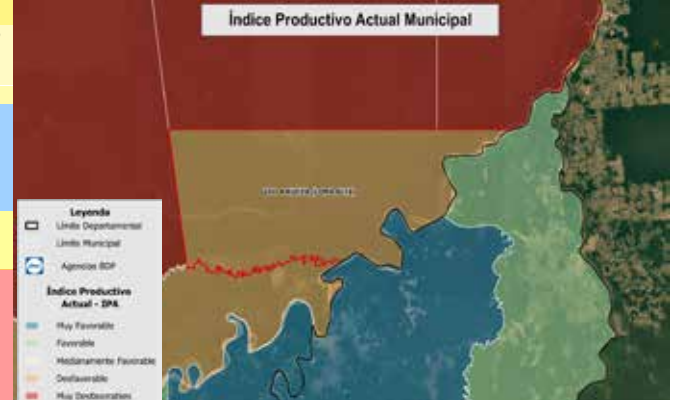 Índice Productivo Actual Municipal
Leyenda
Límite Departamental
Límite Municipal
Agencias BDP
Índice Productivo
Actual - IPA
Muy Favorable
Favorable
Medianamente Favorable
Desfavorable
Muy Desfavorable